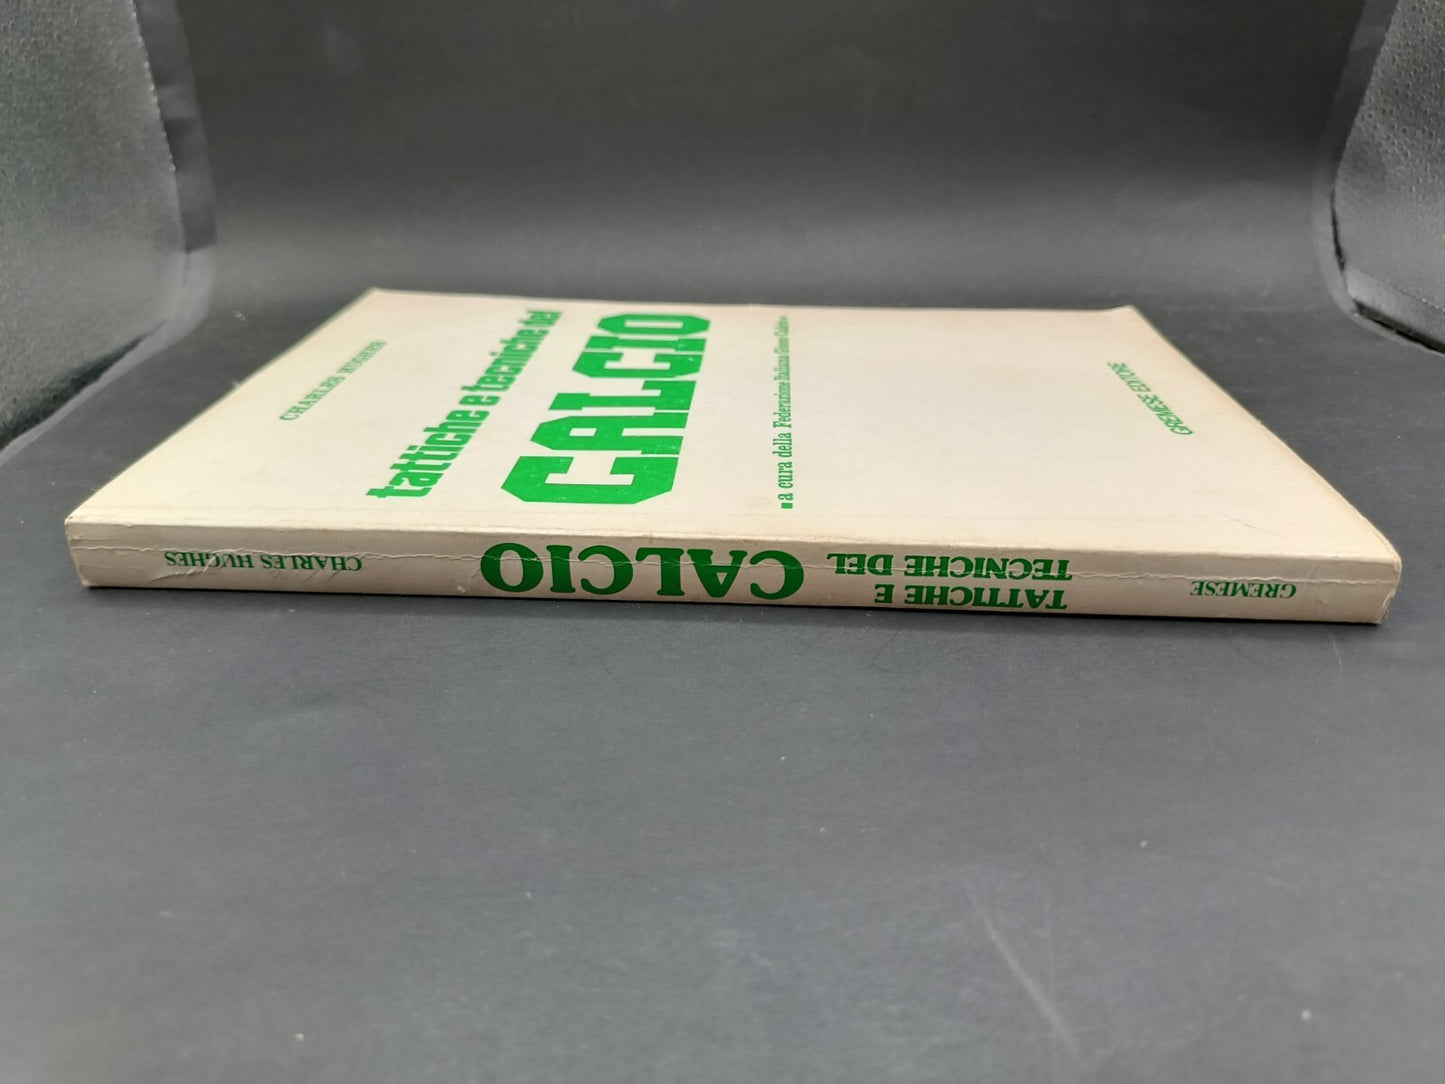 CHARLES HUGHES
tattiche e tecniche del
CALCIO
a cura della Federazione Italiana Giuoco Calcio
GREMESE EDITORE
GREMESE
TATTICHE E
TECNICHE DEL
CALCIO
CHARLES HUGHES